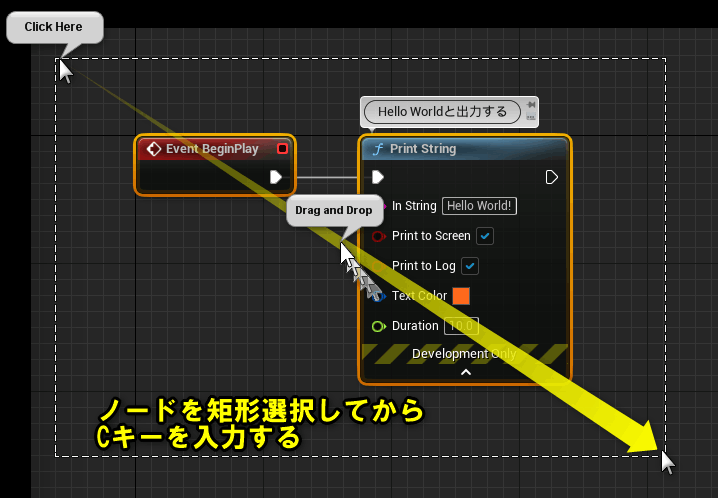 Click Here
Hello Worldと出力する
Event BeginPlay
Print String
In String Hello World!
Drag and Drop
Print to Screen
Print to Log
Text Color
Duration 10.0
Development Only
ノードを矩形選択してから
Cキーを入力する